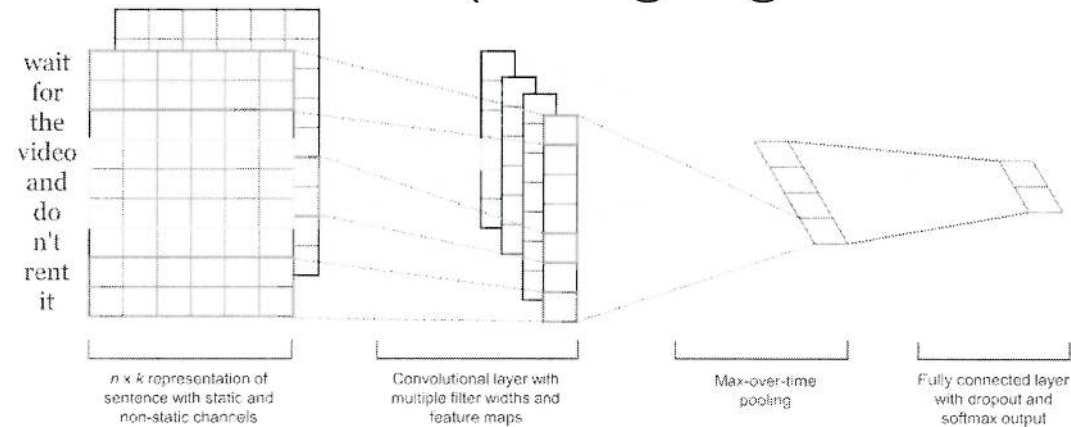 wait
for
the
video
and
do
n't
rent
it
n x k representation of
sentence with static and
non-static channels
Convolutional layer with
multiple filter widths and
feature maps
Max-over-time
pooling
Fully connected layer
with dropout and
softmax output